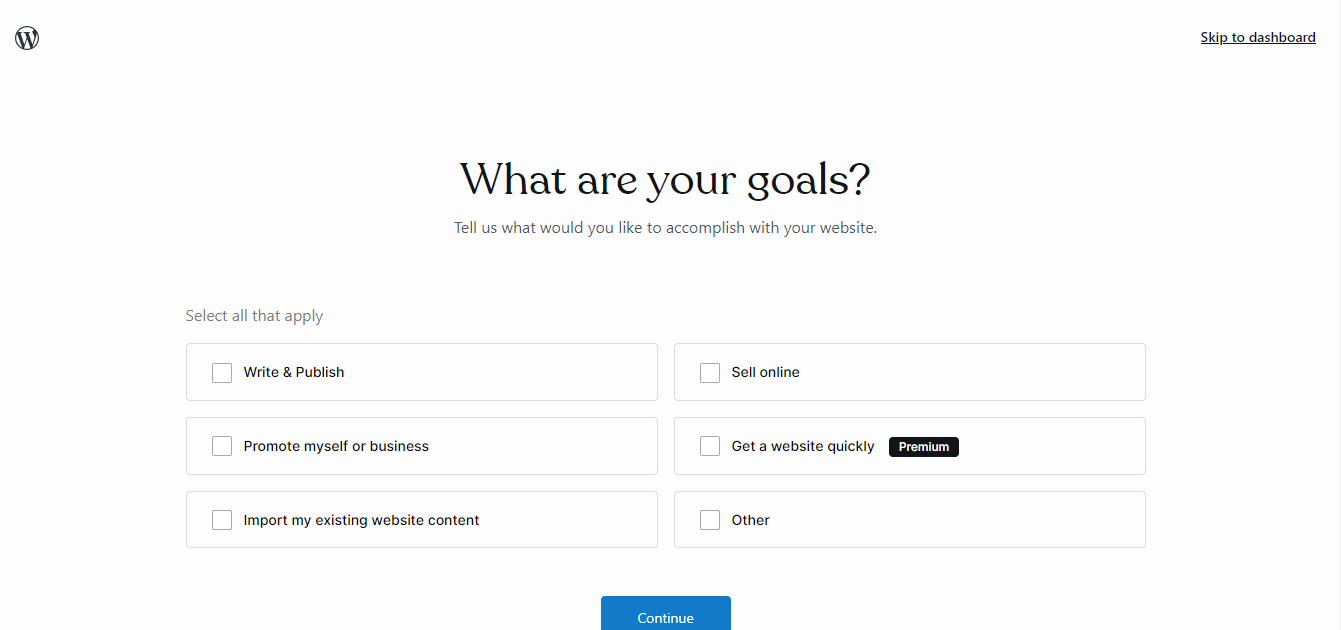 Skip to dashboard
What are your goals?
Tell us what would you like to accomplish with your website.
Select all that apply
Write & Publish
Sell online
Promote myself or business
Get a website quickly Premium
Import my existing website content
Other
Continue